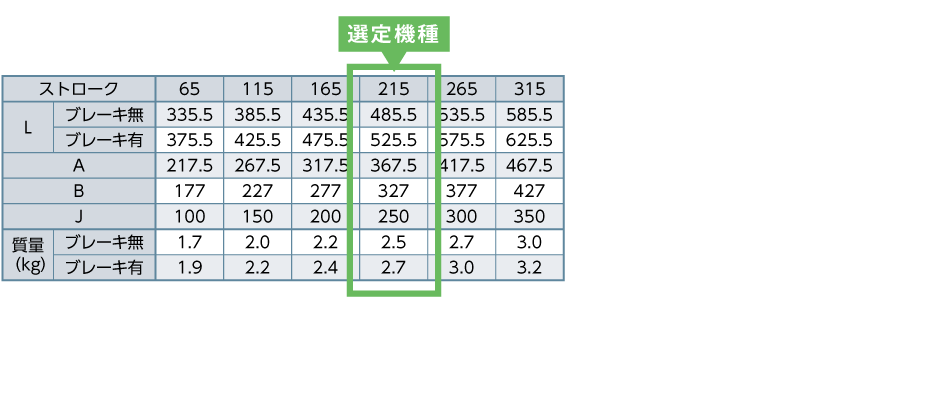 選定機種
ストローク 65 115 165 215 265 315
L ブレーキ無 335.5 385.5 435.5 485.5 535.5 585.5
ブレーキ有 375.5 425.5 475.5 525.5 575.5 625.5
A 217.5 267.5 317.5 367.5 417.5 467.5
B 177 227 277 327 377 427
J 100 150 200 250 300 350
質量(kg) ブレーキ無 1.7 2.0 2.2 2.5 2.7 3.0
ブレーキ有 1.9 2.2 2.4 2.7 3.0 3.2